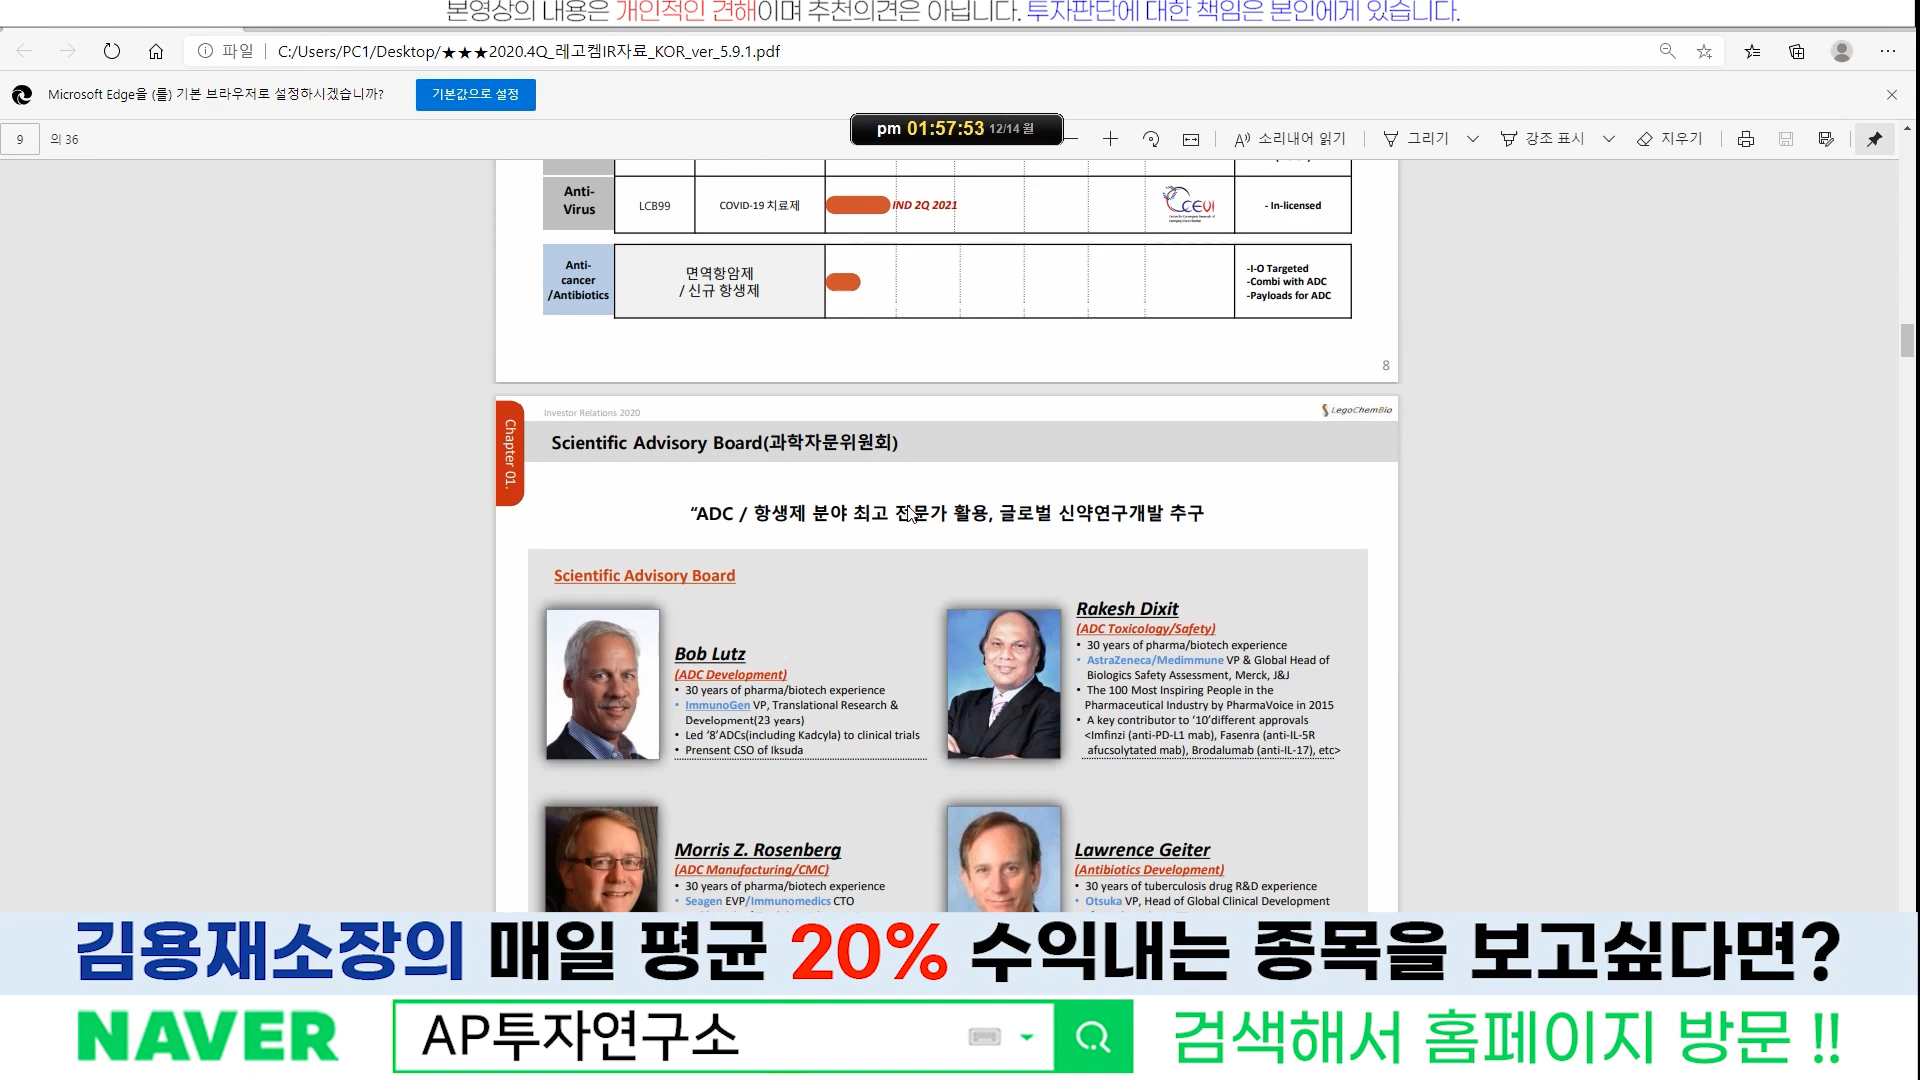 본영상의 내용은 개인적인 견해이며 추천의견은 아닙니다. 투자판단에 대한 책임은 본인에게 있습니다.
파일 C:/Users/PC1/Desktop/★★★2020.4Q_레고켐IR자료_KOR_ver_5.9.1.pdf
Microsoft Edge을 (를) 기본 브라우저로 설정하시겠습니까? 기본값으로 설정
9 의 36
pm 01:57:53 12/14 월
소리내어 읽기 그리기 강조 표시 지우기
Anti-
Virus
LCB99
COVID-19 치료제
IND 2Q 2021
CEVI
- In-licensed
Anti-
cancer
/Antibiotics
면역항암제
/ 신규 항생제
-I-O Targeted
-Combi with ADC
-Payloads for ADC
8
Chapter 01.
Investor Relations 2020
LegoChemBio
Scientific Advisory Board(과학자문위원회)
“ADC / 항생제 분야 최고 전문가 활용, 글로벌 신약연구개발 추구
Scientific Advisory Board
Bob Lutz
(ADC Development)
• 30 years of pharma/biotech experience
• ImmunoGen VP, Translational Research &
Development(23 years)
• Led ‘8’ADCs(including Kadcyla) to clinical trials
• Prensent CSO of Iksuda
Rakesh Dixit
(ADC Toxicology/Safety)
• 30 years of pharma/biotech experience
• AstraZeneca/Medimmune VP & Global Head of
Biologics Safety Assessment, Merck, J&J
• The 100 Most Inspiring People in the
Pharmaceutical Industry by PharmaVoice in 2015
• A key contributor to ‘10’different approvals
<Imfinzi (anti-PD-L1 mab), Fasenra (anti-IL-5R
afucsolytated mab), Brodalumab (anti-IL-17), etc>
Morris Z. Rosenberg
(ADC Manufacturing/CMC)
• 30 years of pharma/biotech experience
• Seagen EVP/Immunomedics CTO
Lawrence Geiter
(Antibiotics Development)
• 30 years of tuberculosis drug R&D experience
• Otsuka VP, Head of Global Clinical Development
김용재소장의 매일 평균 20% 수익내는 종목을 보고싶다면?
NAVER AP투자연구소 검색해서 홈페이지 방문 !!